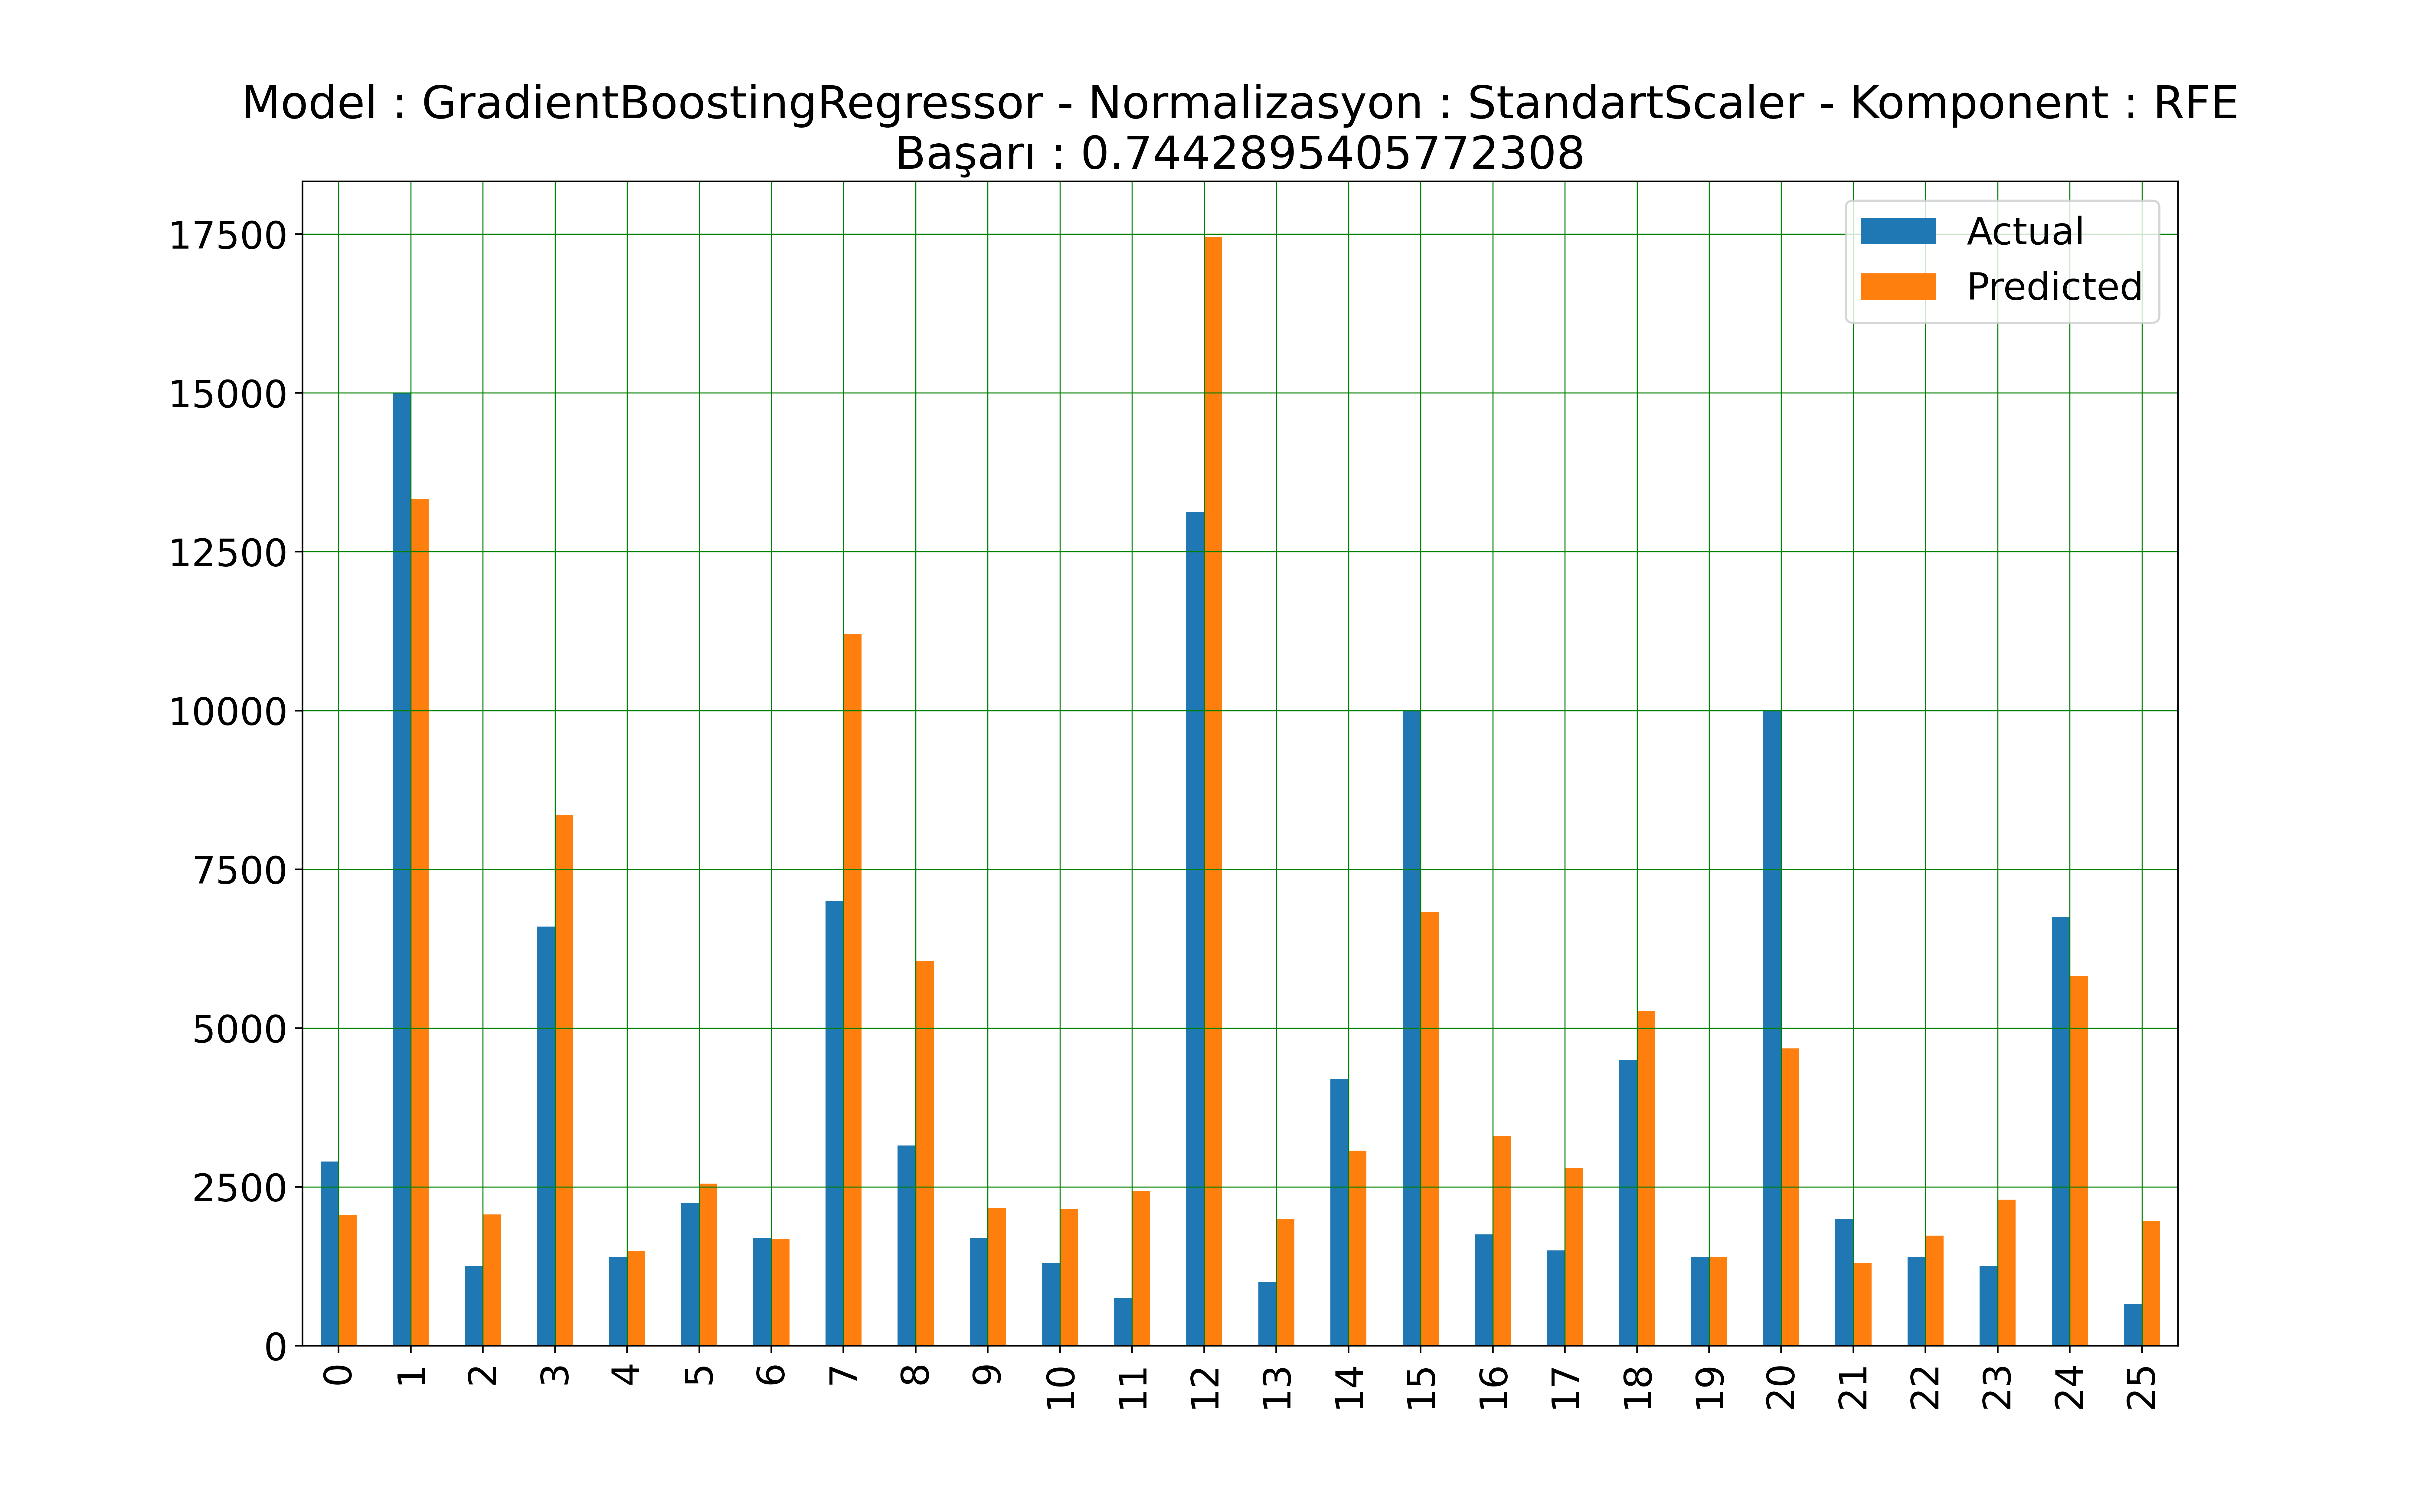 Model : GradientBoostingRegressor - Normalizasyon : StandartScaler - Komponent : RFE
Başarı : 0.7442895405772308
17500
15000
12500
10000
7500
5000
2500
0
Actual
Predicted
0 1 2 3 4 5 6 7 8 9 10 11 12 13 14 15 16 17 18 19 20 21 22 23 24 25